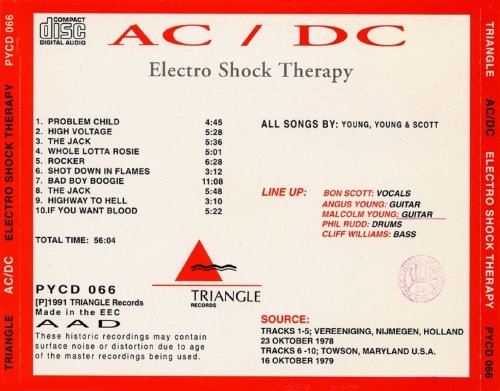 COMPACT
disc
DIGITAL AUDIO
AC / DC
Electro Shock Therapy
1. PROBLEM CHILD 4:45
2. HIGH VOLTAGE 5:28
3. THE JACK 5:36
4. WHOLE LOTTA ROSIE 5:01
5. ROCKER 6:28
6. SHOT DOWN IN FLAMES 3:12
7. BAD BOY BOOGIE 11:08
8. THE JACK 5:48
9. HIGHWAY TO HELL 3:10
10.IF YOU WANT BLOOD 5:22
TOTAL TIME: 56:04
ALL SONGS BY: YOUNG, YOUNG & SCOTT
LINE UP: BON SCOTT: VOCALS
ANGUS YOUNG: GUITAR
MALCOLM YOUNG: GUITAR
PHIL RUDD: DRUMS
CLIFF WILLIAMS: BASS
PYCD 066
[P]1991 TRIANGLE Records
Made in the EEC
AAD
These historic recordings may contain
surface noise or distortion due to age
of the master recordings being used.
TRIANGLE
RECORDS
SOURCE:
TRACKS 1-5; VEREENIGING, NIJMEGEN, HOLLAND
23 OKTOBER 1978
TRACKS 6 -10; TOWSON, MARYLAND U.S.A.
16 OKTOBER 1979
TRIANGLE AC/DC ELECTRO SHOCK THERAPY PYCD 066
TRIANGLE AC/DC ELECTRO SHOCK THERAPY PYCD 066